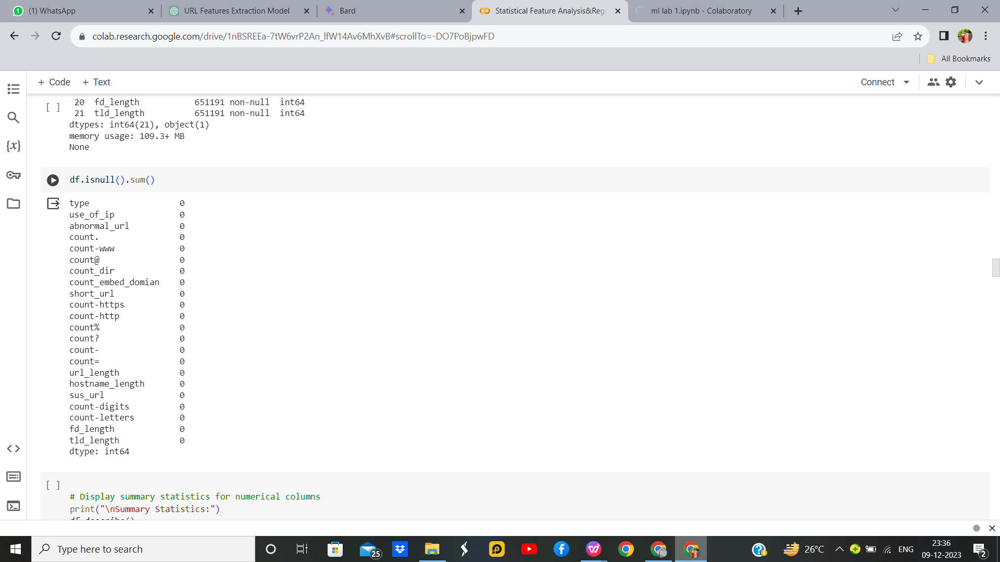 (1) WhatsApp
URL Features Extraction Model
Bard
Statistical Feature Analysis&Reg
ml lab 1.ipynb - Colaboratory
colab.research.google.com/drive/1nBSREEa-7tW6vrP2An_lfW14Av6MhXvB#scrollTo=-DO7PoBjpwFD
All Bookmarks
+ Code + Text
Connect
[ ] 20 fd_length 651191 non-null int64
21 tld_length 651191 non-null int64
dtypes: int64(21), object(1)
memory usage: 109.3+ MB
None
{x}
df.isnull().sum()
type 0
use_of_ip 0
abnormal_url 0
count. 0
count-www 0
count@ 0
count_dir 0
count_embed_domian 0
short_url 0
count-https 0
count-http 0
count% 0
count? 0
count- 0
count= 0
url_length 0
hostname_length 0
sus_url 0
count-digits 0
count-letters 0
fd_length 0
tld_length 0
dtype: int64
[ ]
# Display summary statistics for numerical columns
print("\nSummary Statistics:")
df.describe()
Type here to search
25
26°C
ENG
23:36
09-12-2023
2